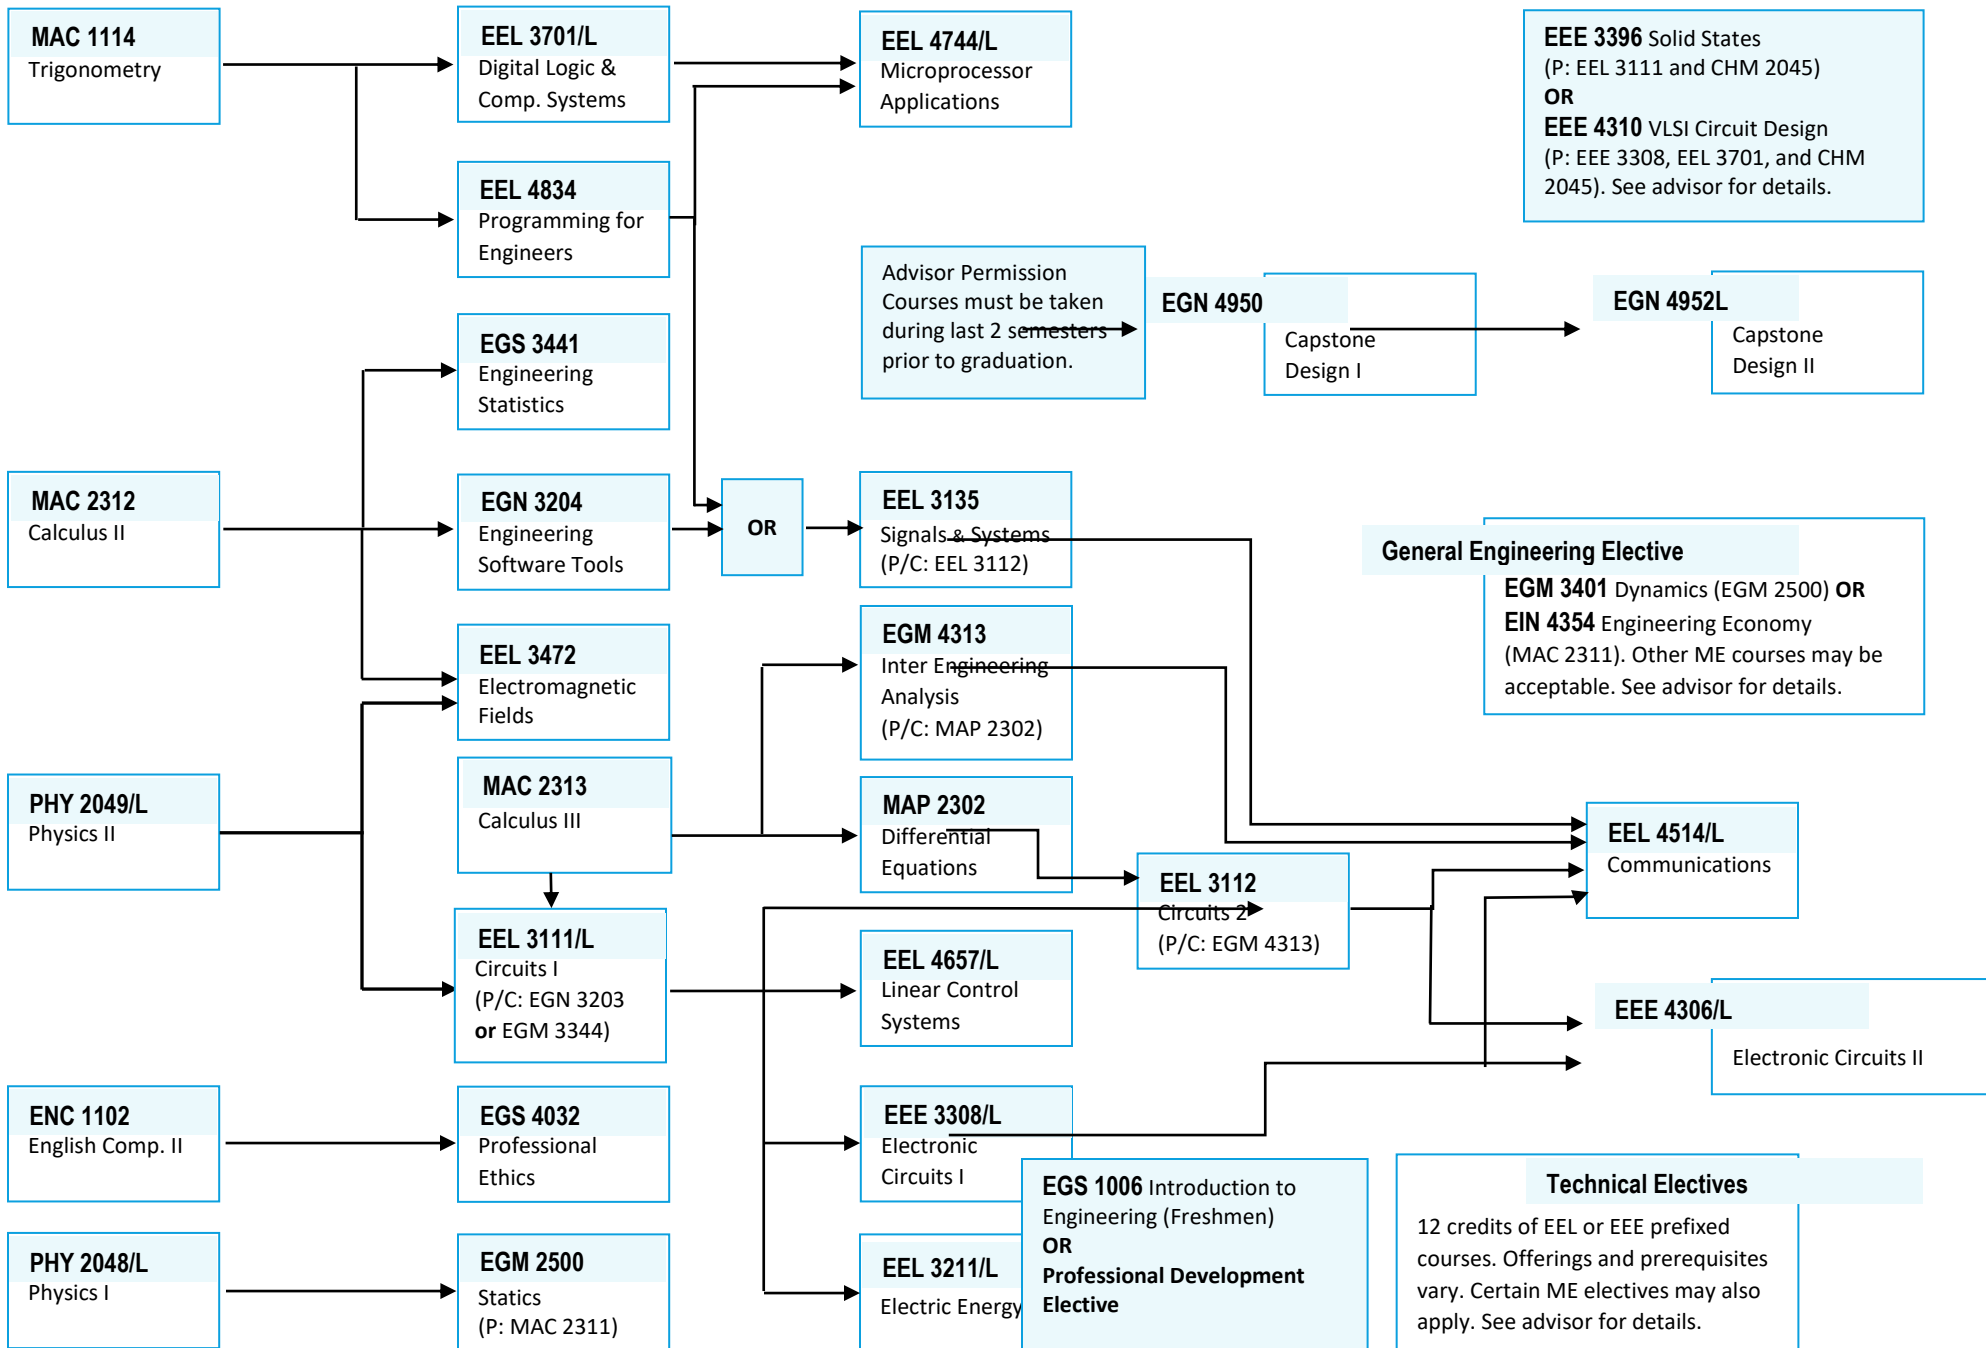 MAC 1114
Trigonometry
EEL 3701/L
Digital Logic &
Comp. Systems
EEL 4744/L
Microprocessor
Applications
EEE 3396 Solid States
(P: EEL 3111 and CHM 2045)
OR
EEE 4310 VLSI Circuit Design
(P: EEE 3308, EEL 3701, and CHM
2045). See advisor for details.
EEL 4834
Programming for
Engineers
Advisor Permission
Courses must be taken
during last 2 semesters
prior to graduation.
EGN 4950
Capstone
Design I
EGN 4952L
Capstone
Design II
EGS 3441
Engineering
Statistics
MAC 2312
Calculus II
EGN 3204
Engineering
Software Tools
OR
EEL 3135
Signals & Systems
(P/C: EEL 3112)
General Engineering Elective
EGM 3401 Dynamics (EGM 2500) OR
EIN 4354 Engineering Economy
(MAC 2311). Other ME courses may be
acceptable. See advisor for details.
EEL 3472
Electromagnetic
Fields
EGM 4313
Inter Engineering
Analysis
(P/C: MAP 2302)
PHY 2049/L
Physics II
MAC 2313
Calculus III
MAP 2302
Differential
Equations
EEL 4514/L
Communications
EEL 3112
Circuits 2
(P/C: EGM 4313)
EEL 3111/L
Circuits I
(P/C: EGN 3203
or EGM 3344)
EEL 4657/L
Linear Control
Systems
EEE 4306/L
Electronic Circuits II
ENC 1102
English Comp. II
EGS 4032
Professional
Ethics
EEE 3308/L
Electronic
Circuits I
EGS 1006 Introduction to
Engineering (Freshmen)
OR
Professional Development
Elective
Technical Electives
12 credits of EEL or EEE prefixed
courses. Offerings and prerequisites
vary. Certain ME electives may also
apply. See advisor for details.
PHY 2048/L
Physics I
EGM 2500
Statics
(P: MAC 2311)
EEL 3211/L
Electric Energy